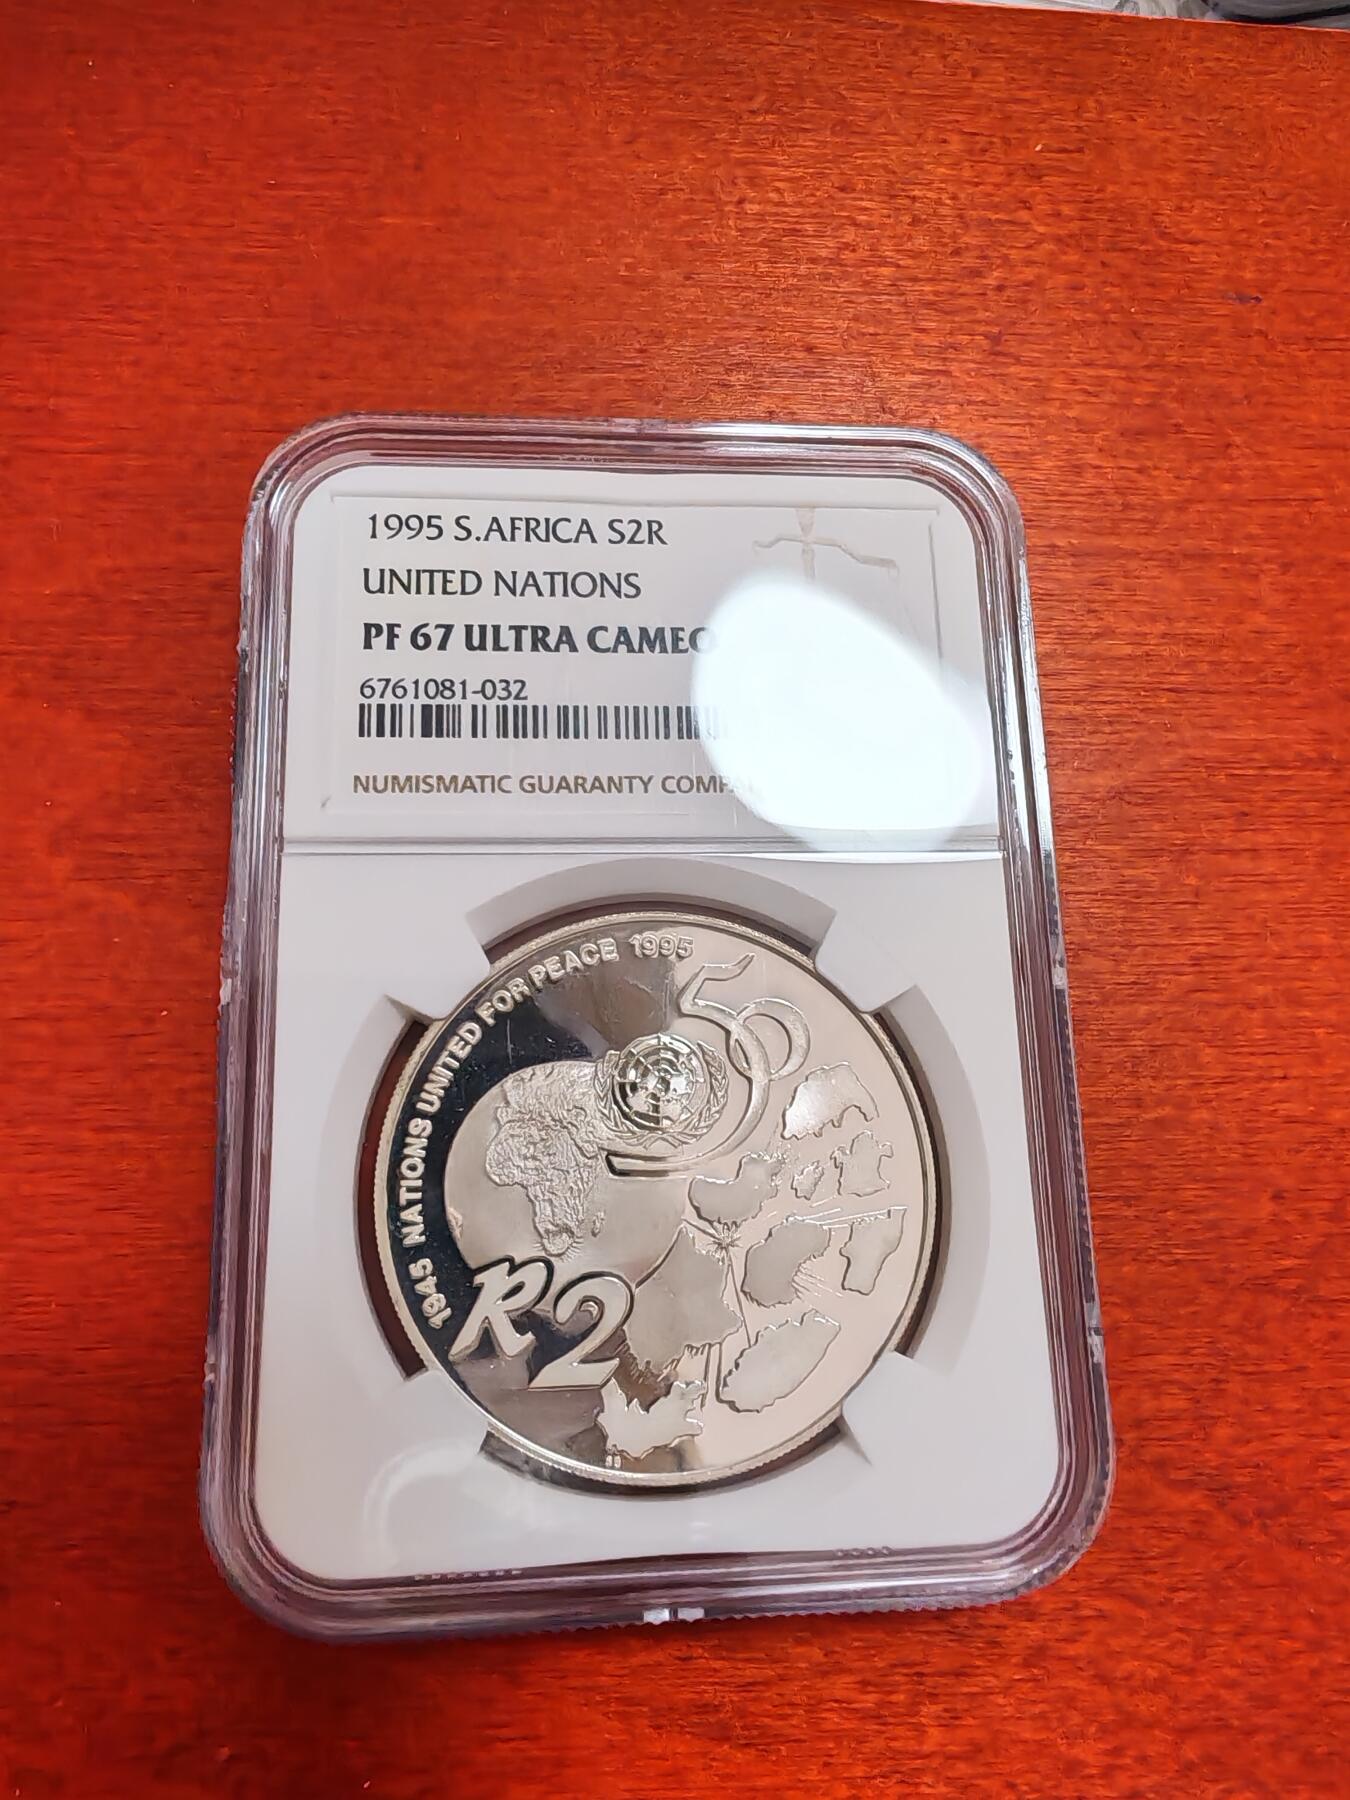 1995 S.AFRICA S2R
UNITED NATIONS
PF 67 ULTRA CAMEO
6761081-032
NUMISMATIC GUARANTY
1945 NATIONS UNITED FOR PEACE 1995
50
R2